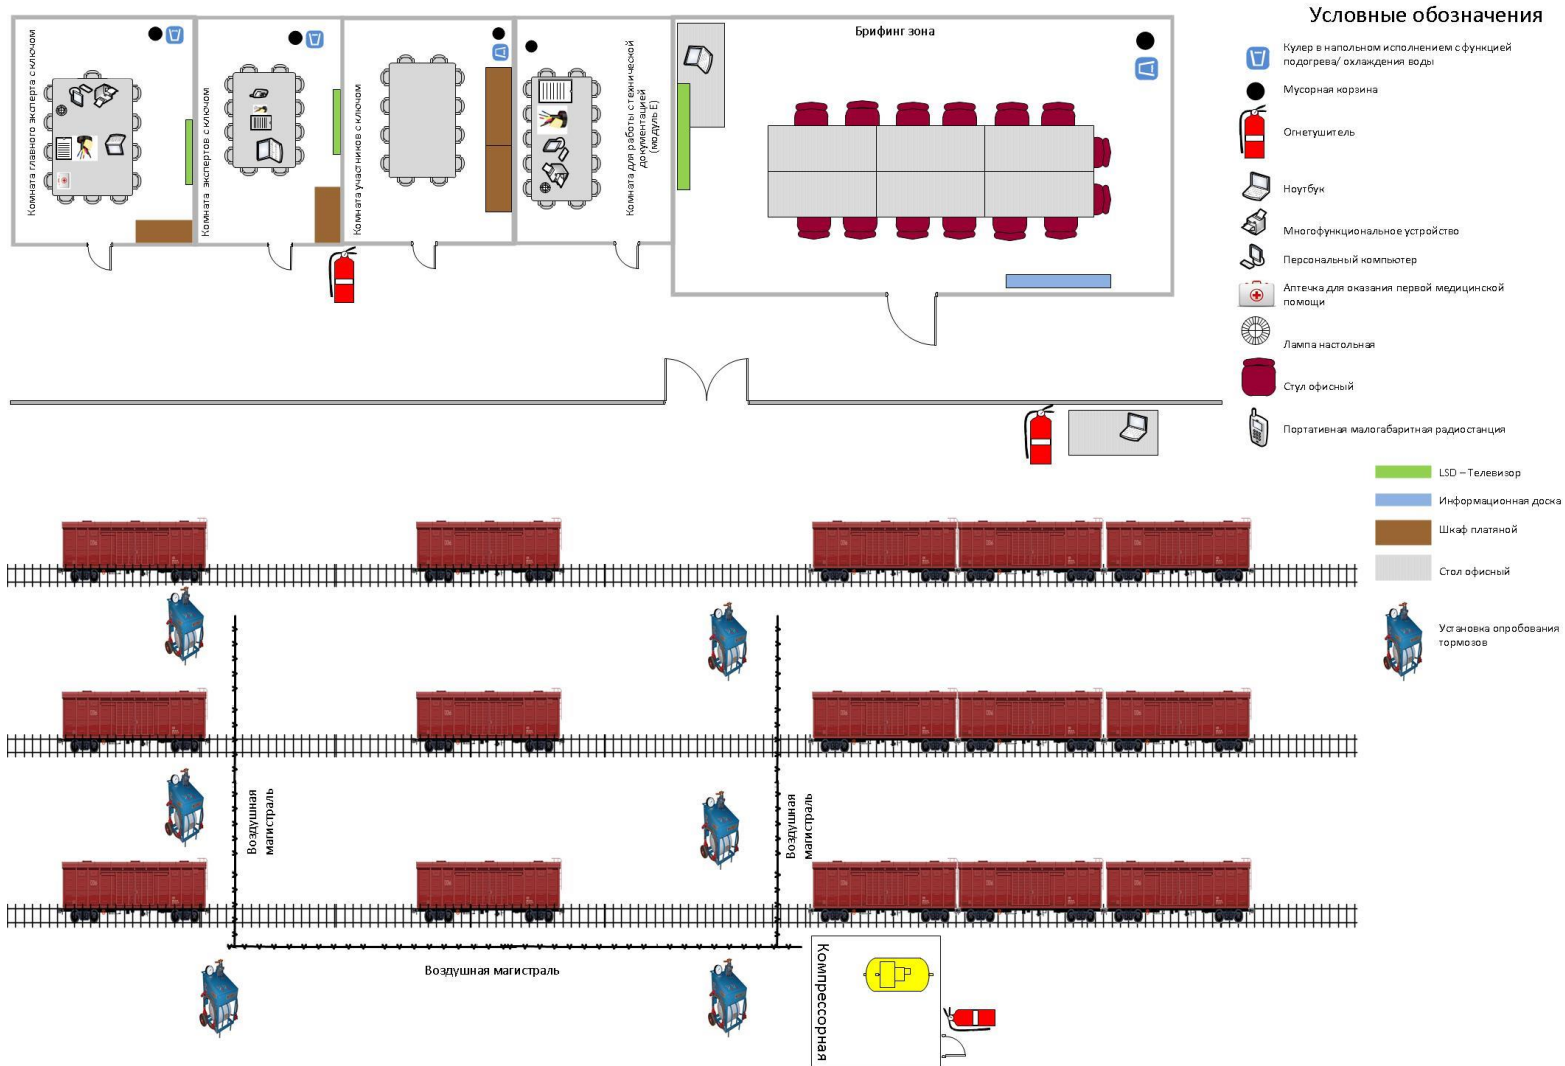 Условные обозначения
Брифинг зона
Комната главного эксперта с ключом
Комната экспертов с ключом
Комната участников с ключом
Комната для работы с технической
документацией
(модуль Е)
Кулер в напольном исполнением с функцией
подогрева/ охлаждения воды
Мусорная корзина
Огнетушитель
Ноутбук
Многофункциональное устройство
Персональный компьютер
Аптечка для оказания первой медицинской
помощи
Лампа настольная
Стул офисный
Портативная малогабаритная радиостанция
LSD – Телевизор
Информационная доска
Шкаф платяной
Стол офисный
Установка опробования
тормозов
Воздушная
магистраль
Воздушная
магистраль
Воздушная магистраль
Компрессорная